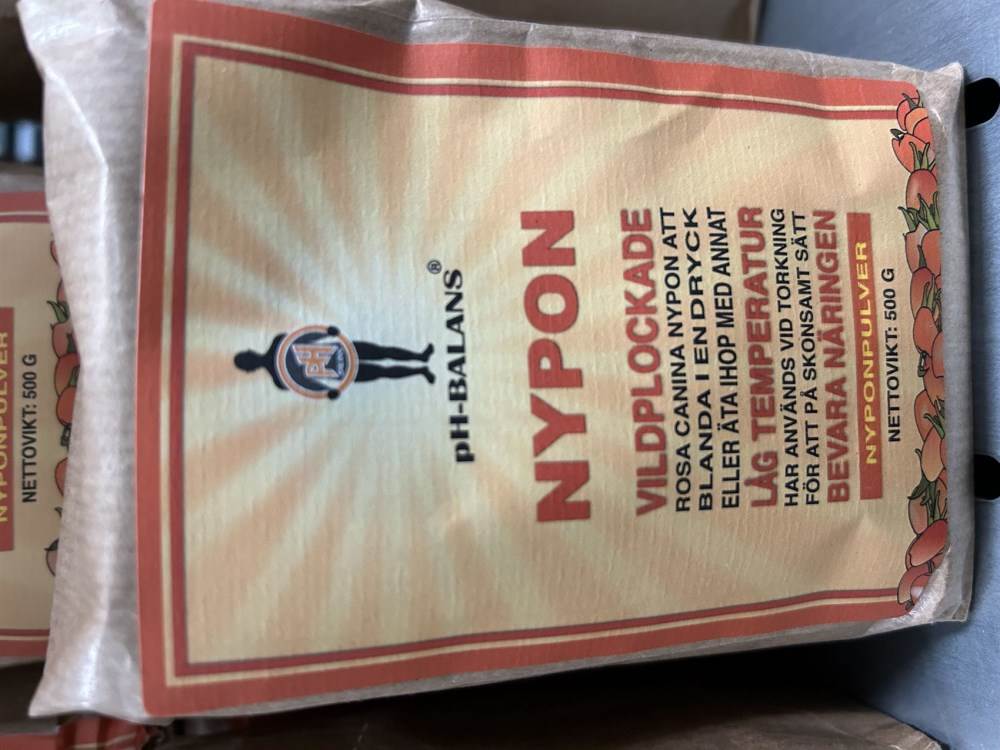 PH
pH-BALANS®
NYPON
VILDPLOCKADE
ROSA CANINA NYPON ATT
BLANDA I EN DRYCK
ELLER ÄTA IHOP MED ANNAT
LÅG TEMPERATUR
HAR ANVÄNDS VID TORKNING
FÖR ATT PÅ SKONSAMT SÄTT
BEVARA NÄRINGEN
NYPONPULVER
NETTOVIKT: 500 G
NYPONPULVER
NETTOVIKT: 500 G